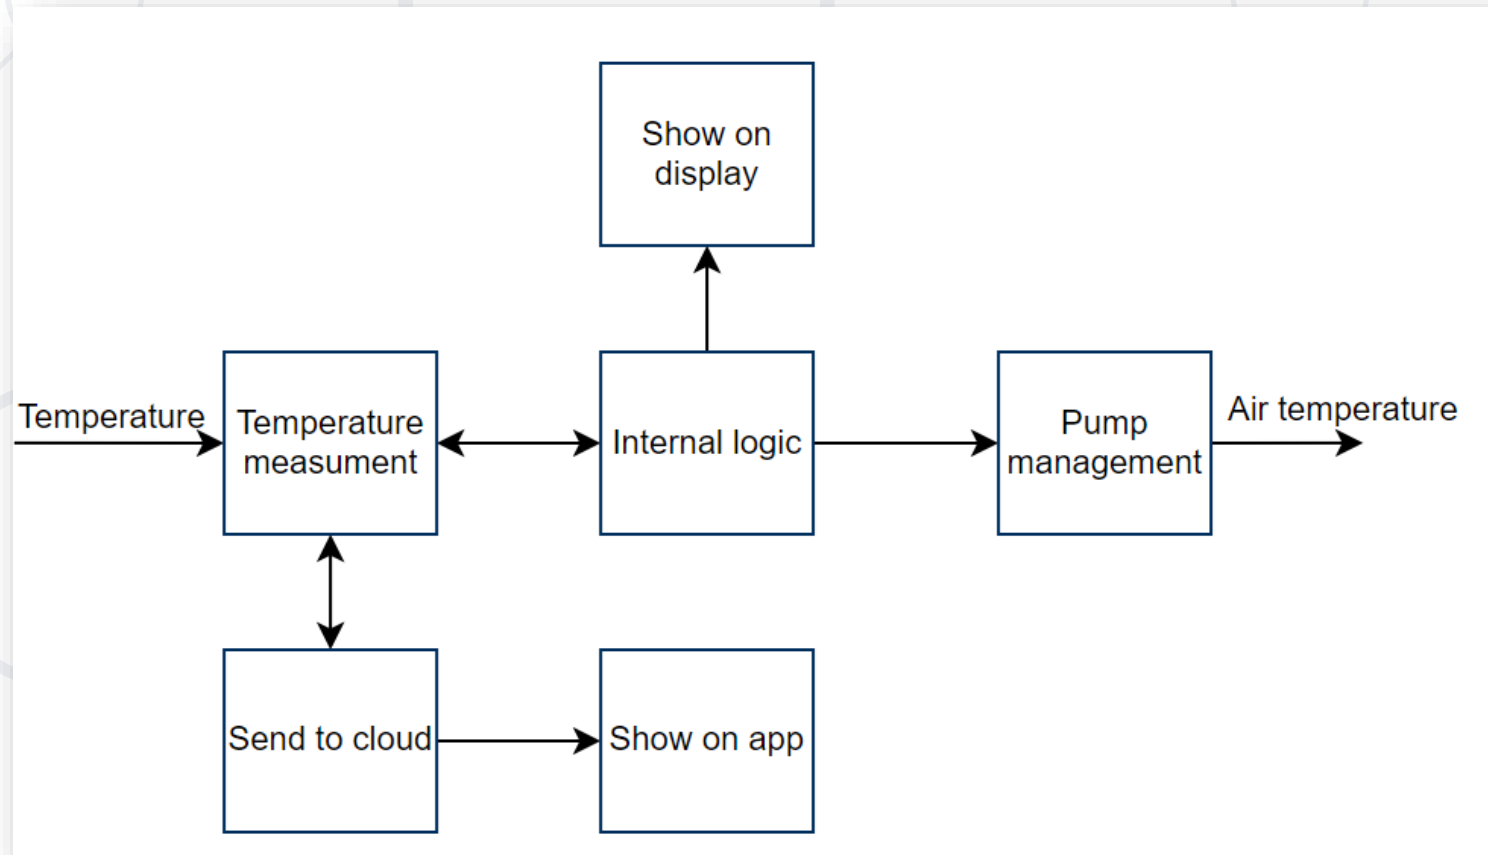 Show on
display
Temperature
Temperature
measument
Internal logic
Pump
management
Air temperature
Send to cloud
Show on app